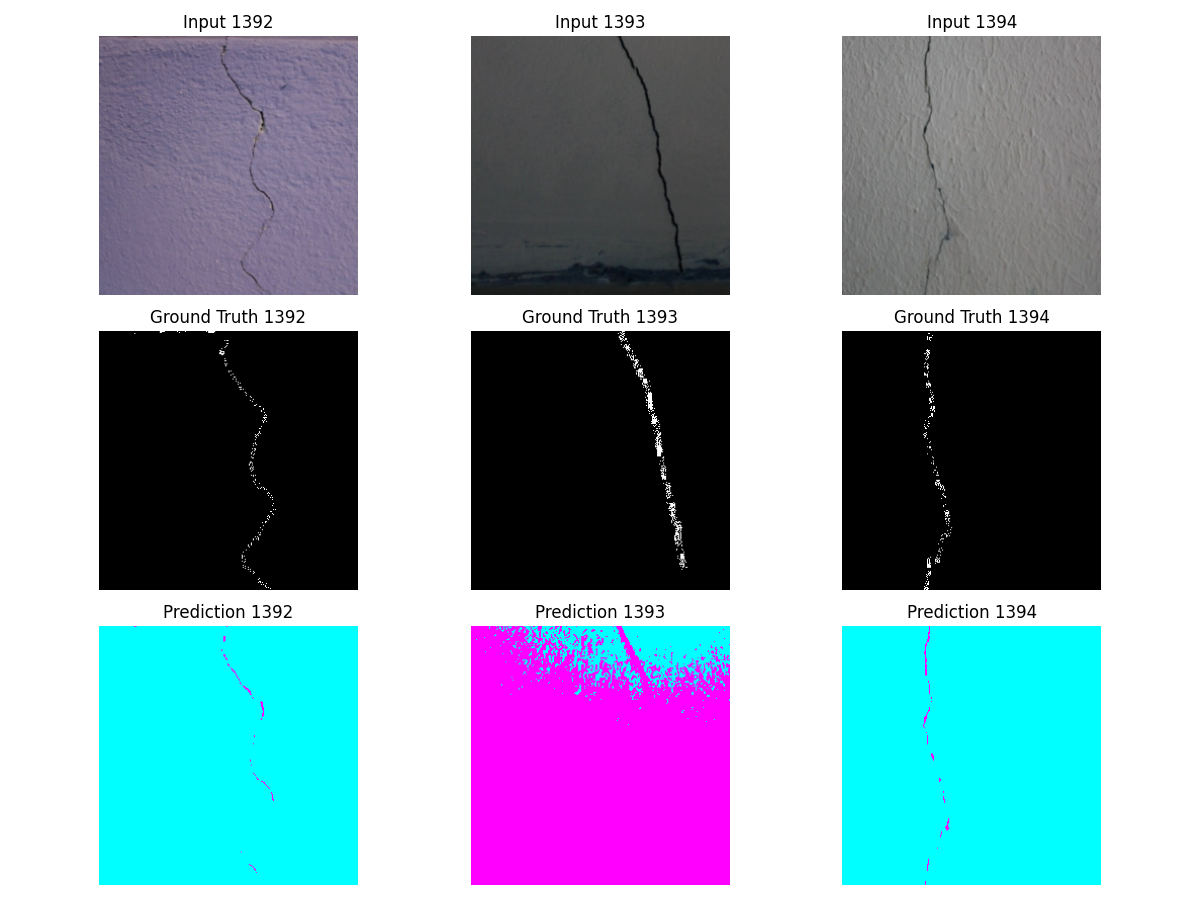 Input 1392
Input 1393
Input 1394
Ground Truth 1392
Ground Truth 1393
Ground Truth 1394
Prediction 1392
Prediction 1393
Prediction 1394